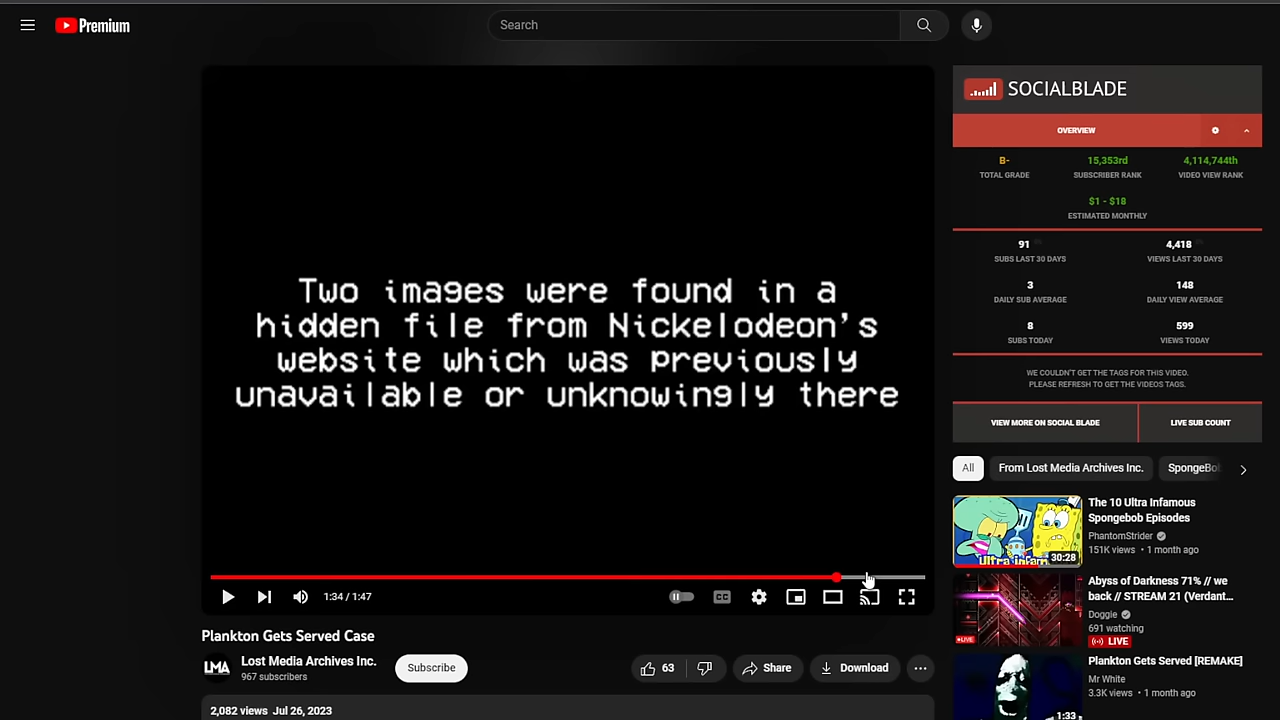 Premium
Search
Two images were found in a
hidden file from Nickelodeon's
website which was previously
unavailable or unknowingly there
1:34 / 1:47
CC
Plankton Gets Served Case
LMA
Lost Media Archives Inc.
967 subscribers
Subscribe
63
Share
Download
2,082 views Jul 26, 2023
SOCIALBLADE
OVERVIEW
B- 15,353rd 4,114,744th
TOTAL GRADE SUBSCRIBER RANK VIDEO VIEW RANK
$1 - $18
ESTIMATED MONTHLY
91 4,418
SUBS LAST 30 DAYS VIEWS LAST 30 DAYS
3 148
DAILY SUB AVERAGE DAILY VIEW AVERAGE
8 599
SUBS TODAY VIEWS TODAY
WE COULDN'T GET THE TAGS FOR THIS VIDEO.
PLEASE REFRESH TO GET THE VIDEOS TAGS.
VIEW MORE ON SOCIAL BLADE LIVE SUB COUNT
All From Lost Media Archives Inc. SpongeBo
30:28
The 10 Ultra Infamous
Spongebob Episodes
PhantomStrider
151K views • 1 month ago
LIVE
Abyss of Darkness 71% // we
back // STREAM 21 (Verdant...
Doggie
691 watching
LIVE
1:33
Plankton Gets Served [REMAKE]
Mr White
3.3K views • 1 month ago